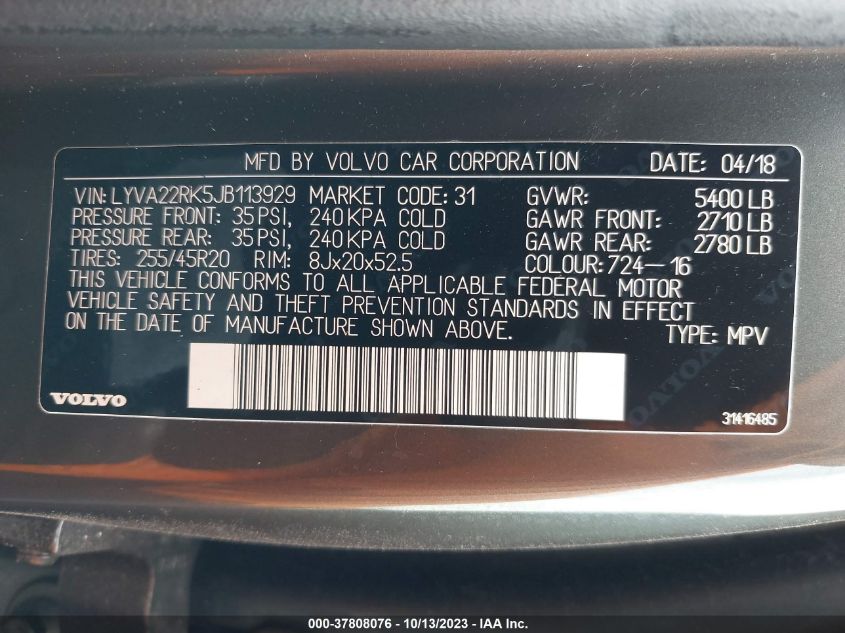 MFD BY VOLVO CAR CORPORATION DATE: 04/18
VIN: LYVA22RK5JB113929 MARKET CODE: 31 GVWR: 5400 LB
PRESSURE FRONT: 35 PSI, 240 KPA COLD GAWR FRONT: 2710 LB
PRESSURE REAR: 35 PSI, 240 KPA COLD GAWR REAR: 2780 LB
TIRES: 255/45R20 RIM: 8Jx20x52.5 COLOUR: 724-16
THIS VEHICLE CONFORMS TO ALL APPLICABLE FEDERAL MOTOR
VEHICLE SAFETY AND THEFT PREVENTION STANDARDS IN EFFECT
ON THE DATE OF MANUFACTURE SHOWN ABOVE. TYPE: MPV
VOLVO 31416485
000-37808076 - 10/13/2023 - IAA Inc.